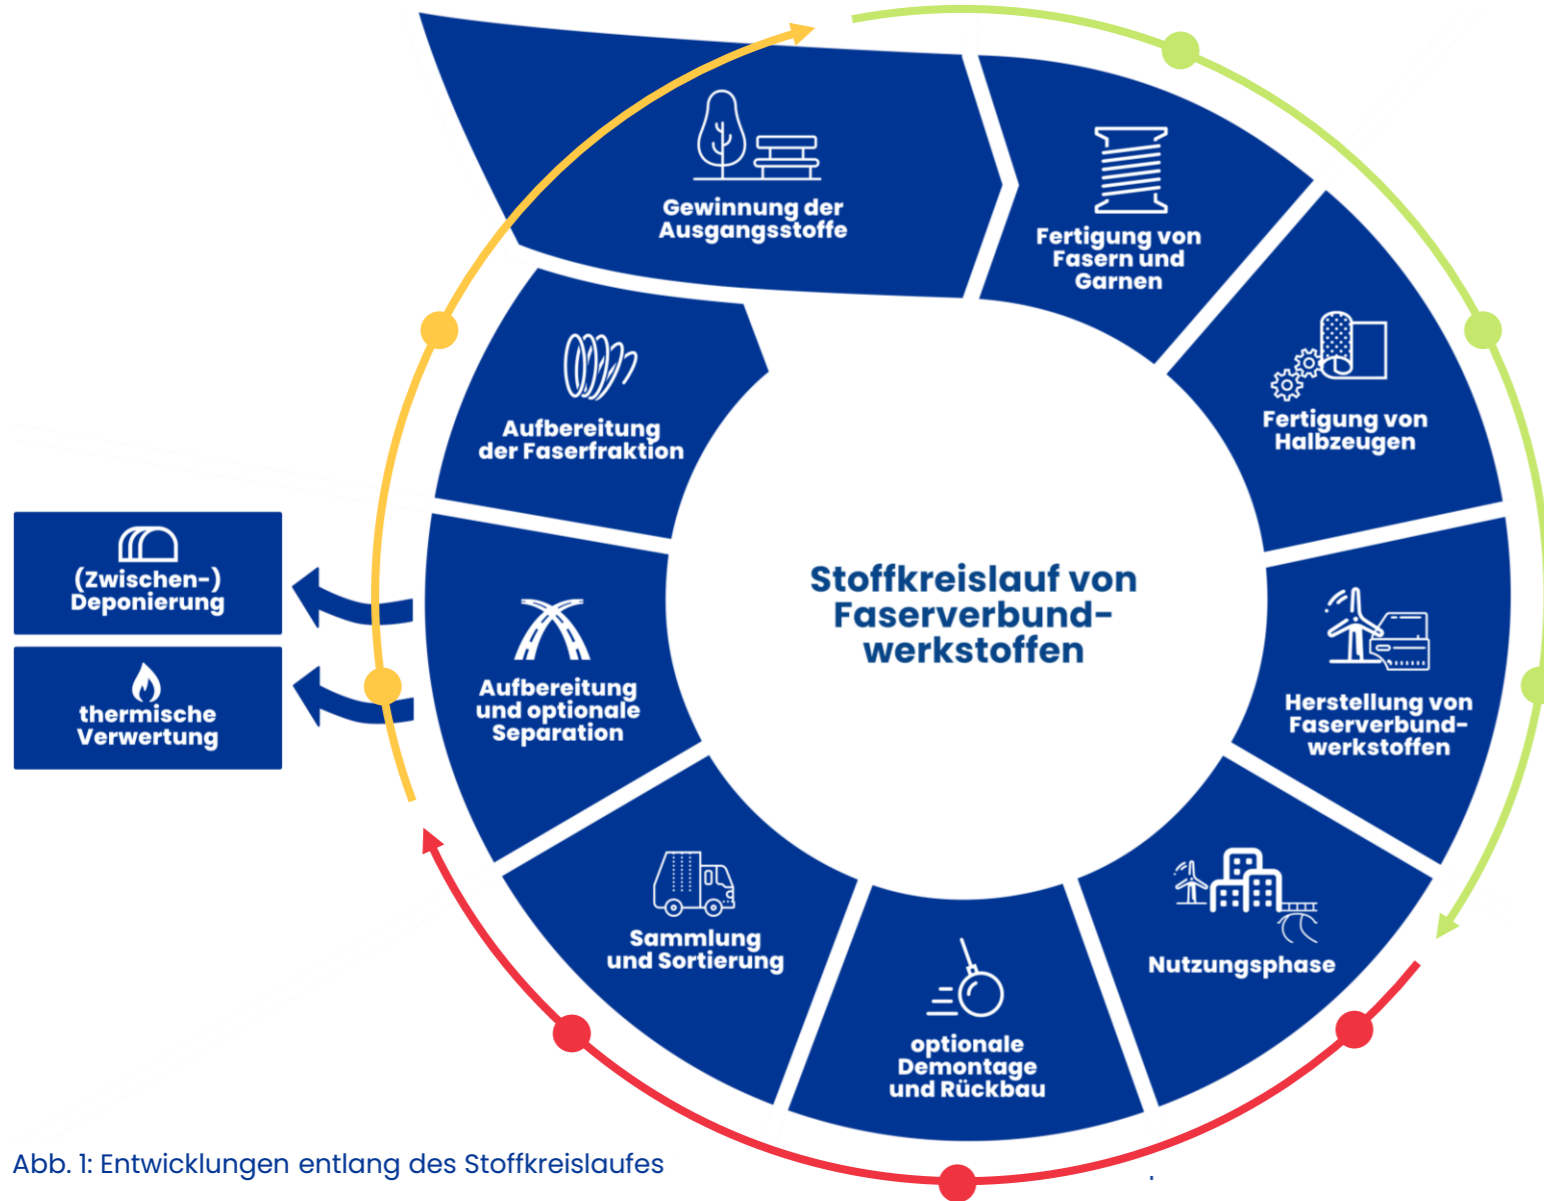 Gewinnung der
Ausgangsstoffe
Fertigung von
Fasern und
Garnen
Fertigung von
Halbzeugen
Herstellung von
Faserverbund-
werkstoffen
Nutzungsphase
optionale
Demontage
und Rückbau
Sammlung
und Sortierung
Aufbereitung
und optionale
Separation
Aufbereitung
der Faserfraktion
(Zwischen-)
Deponierung
thermische
Verwertung
Stoffkreislauf von
Faserverbund-
werkstoffen
Abb. 1: Entwicklungen entlang des Stoffkreislaufes